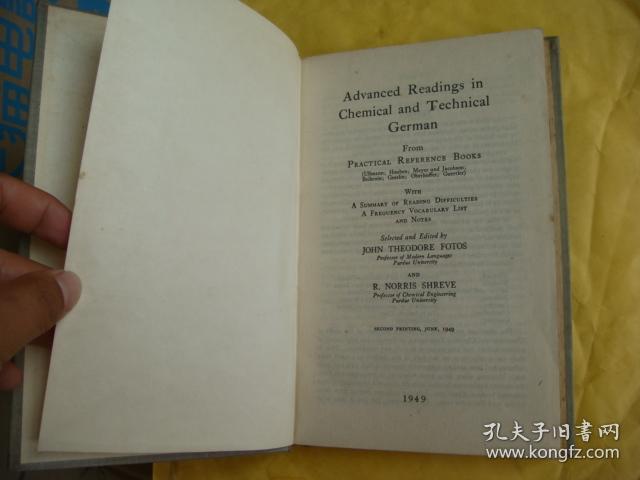 Advanced Readings in
Chemical and Technical
German
From
PRACTICAL REFERENCE BOOKS
(Ullmann; Houben; Meyer und Jacobson;
Beilstein; Gmelin; Oberhoffer; Guertler)
WITH
A SUMMARY OF READING DIFFICULTIES
A FREQUENCY VOCABULARY LIST
AND NOTES
Selected and Edited by
JOHN THEODORE FOTOS
Professor of Modern Languages
Purdue University
AND
R. NORRIS SHREVE
Professor of Chemical Engineering
Purdue University
SECOND PRINTING, JUNE, 1949
1949
孔夫子旧书网
www.kongfz.com